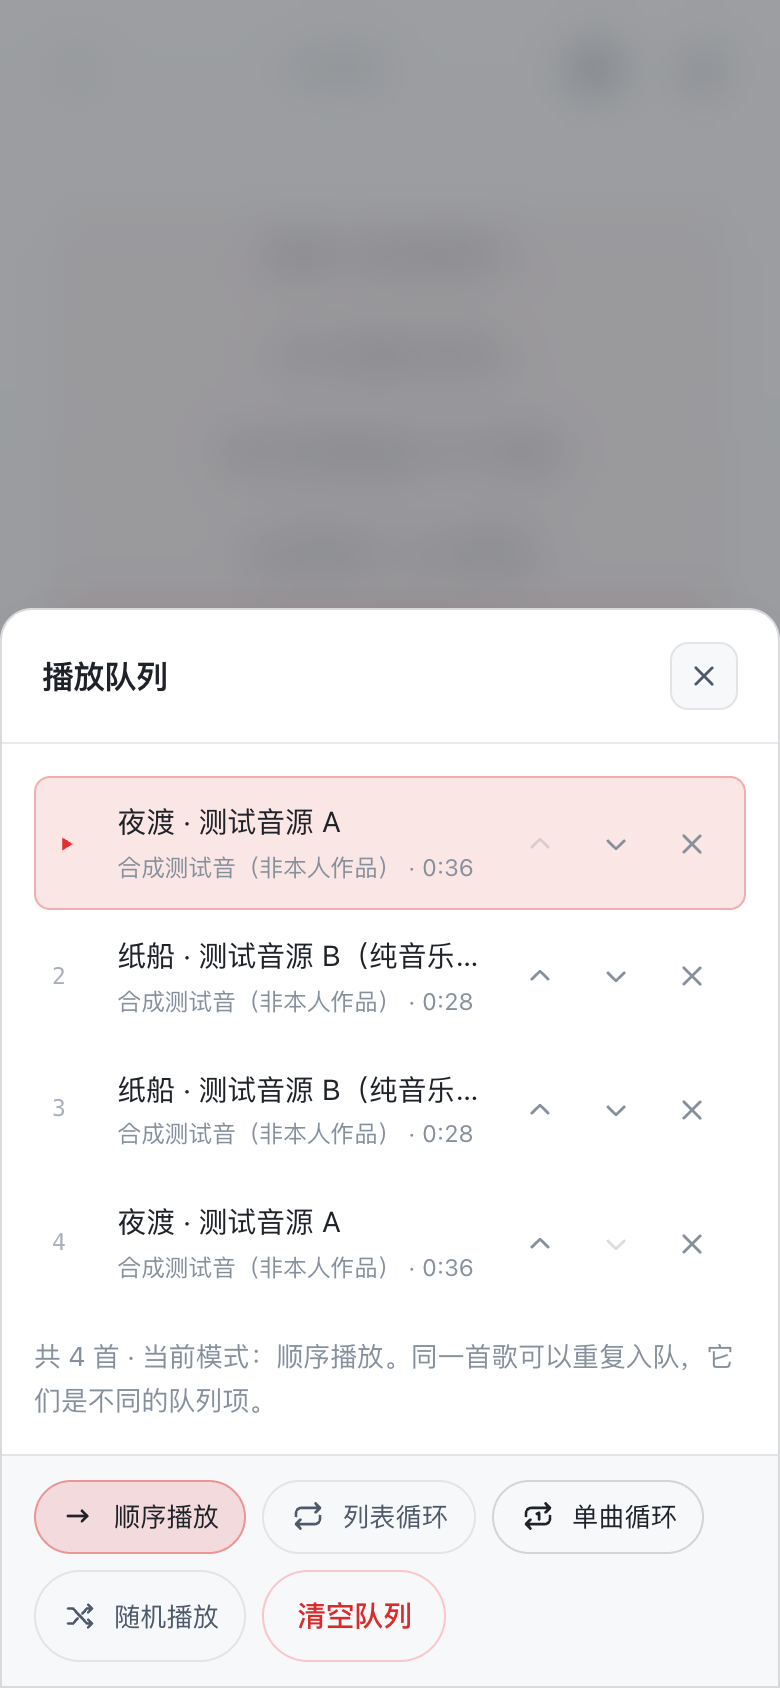 播放队列
夜渡 · 测试音源 A
合成测试音（非本人作品） · 0:36
2
纸船 · 测试音源 B（纯音乐...
合成测试音（非本人作品） · 0:28
3
纸船 · 测试音源 B（纯音乐...
合成测试音（非本人作品） · 0:28
4
夜渡 · 测试音源 A
合成测试音（非本人作品） · 0:36
共 4 首 · 当前模式：顺序播放。同一首歌可以重复入队，它
们是不同的队列项。
顺序播放
列表循环
单曲循环
随机播放
清空队列